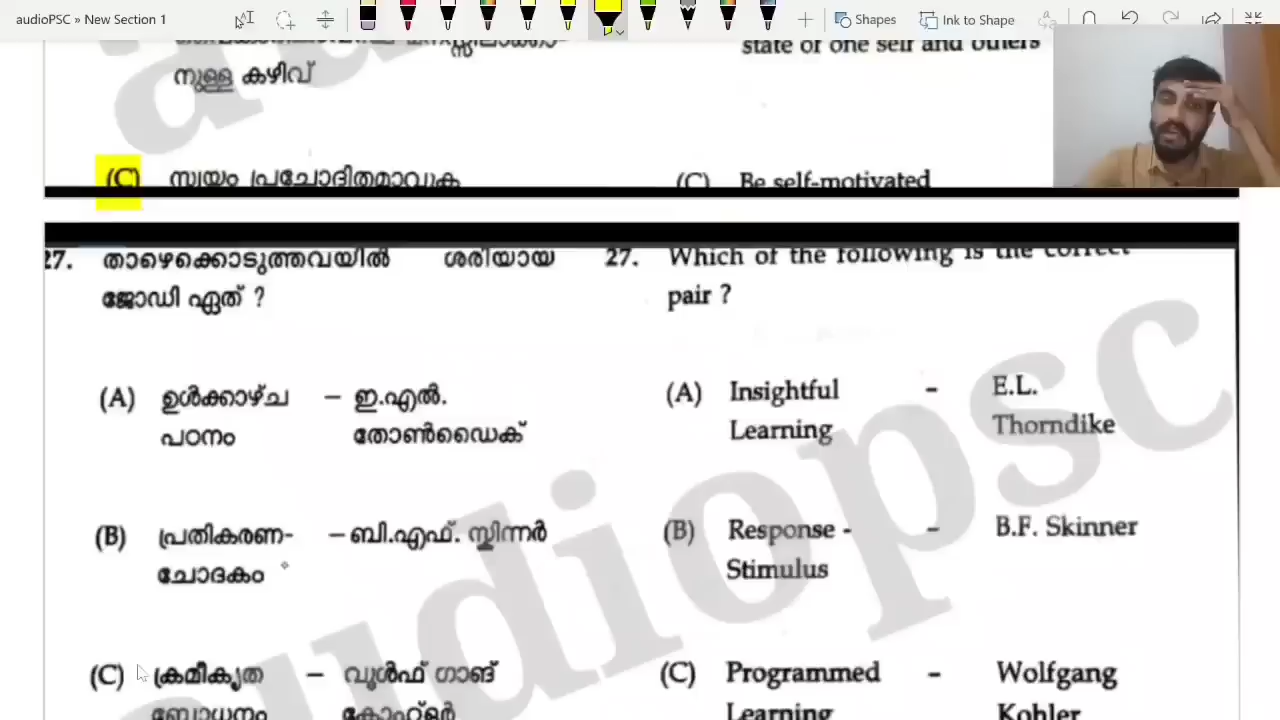 audioPSC » New Section 1
Shapes
Ink to Shape
state of one self and others
നുള്ള കഴിവ്
(C) സ്വയം പ്രചോദിതമാവുക
(C) Be self-motivated
27. താഴെക്കൊടുത്തവയിൽ ശരിയായ
ജോഡി ഏത് ?
27. Which of the following is the correct
pair ?
(A) ഉൾക്കാഴ്ച – ഇ.എൽ.
പഠനം തോൺഡൈക്
(A) Insightful - E.L.
Learning Thorndike
(B) പ്രതികരണ- – ബി.എഫ്. സ്കിന്നർ
ചോദകം
(B) Response - - B.F. Skinner
Stimulus
(C) ക്രമീകൃത – വൂൾഫ് ഗാങ്
ബോധനം കോഹ്ളർ
(C) Programmed - Wolfgang
Learning Kohler
audiopsc